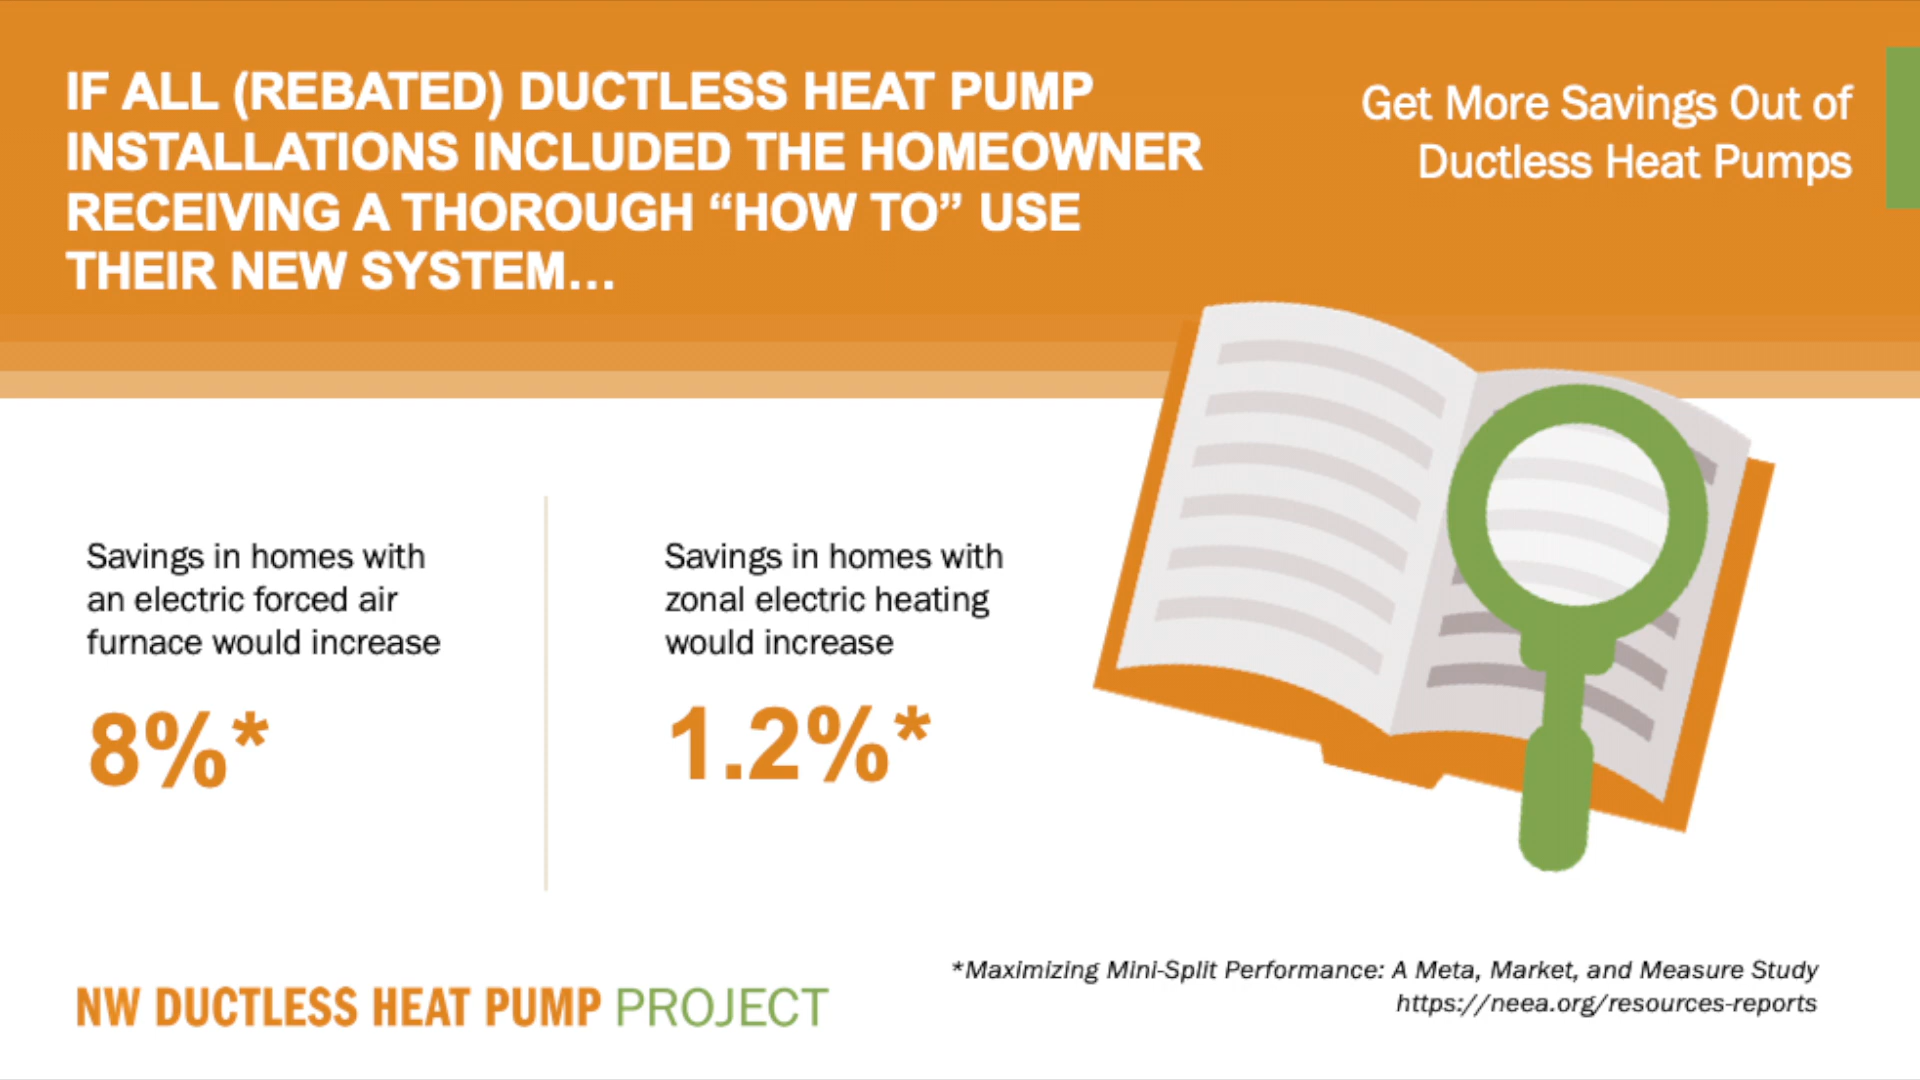 IF ALL (REBATED) DUCTLESS HEAT PUMP
INSTALLATIONS INCLUDED THE HOMEOWNER
RECEIVING A THOROUGH “HOW TO” USE
THEIR NEW SYSTEM...
Get More Savings Out of
Ductless Heat Pumps
Savings in homes with
an electric forced air
furnace would increase
8%*
Savings in homes with
zonal electric heating
would increase
1.2%*
*Maximizing Mini-Split Performance: A Meta, Market, and Measure Study
https://neea.org/resources-reports
NW DUCTLESS HEAT PUMP PROJECT